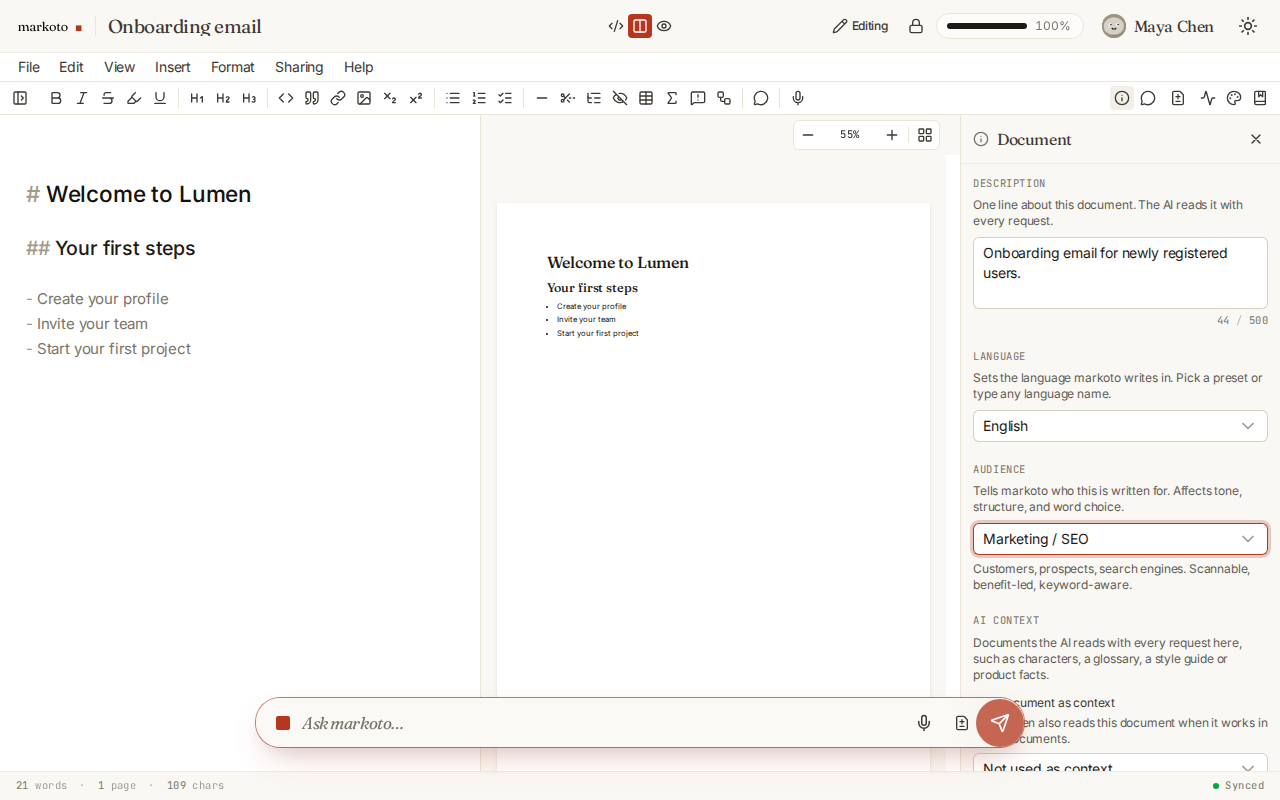 markoto
Onboarding email
Editing
100%
Maya Chen
File Edit View Insert Format Sharing Help
H1 H2 H3
55%
# Welcome to Lumen
## Your first steps
- Create your profile
- Invite your team
- Start your first project
Welcome to Lumen
Your first steps
• Create your profile
• Invite your team
• Start your first project
Document
DESCRIPTION
One line about this document. The AI reads it with
every request.
Onboarding email for newly registered
users.
44 / 500
LANGUAGE
Sets the language markoto writes in. Pick a preset or
type any language name.
English
AUDIENCE
Tells markoto who this is written for. Affects tone,
structure, and word choice.
Marketing / SEO
Customers, prospects, search engines. Scannable,
benefit-led, keyword-aware.
AI CONTEXT
Documents the AI reads with every request here,
such as characters, a glossary, a style guide or
product facts.
as context
also reads this document when it works in
Not used as context
Ask markoto...
21 words · 1 page · 109 chars
Synced